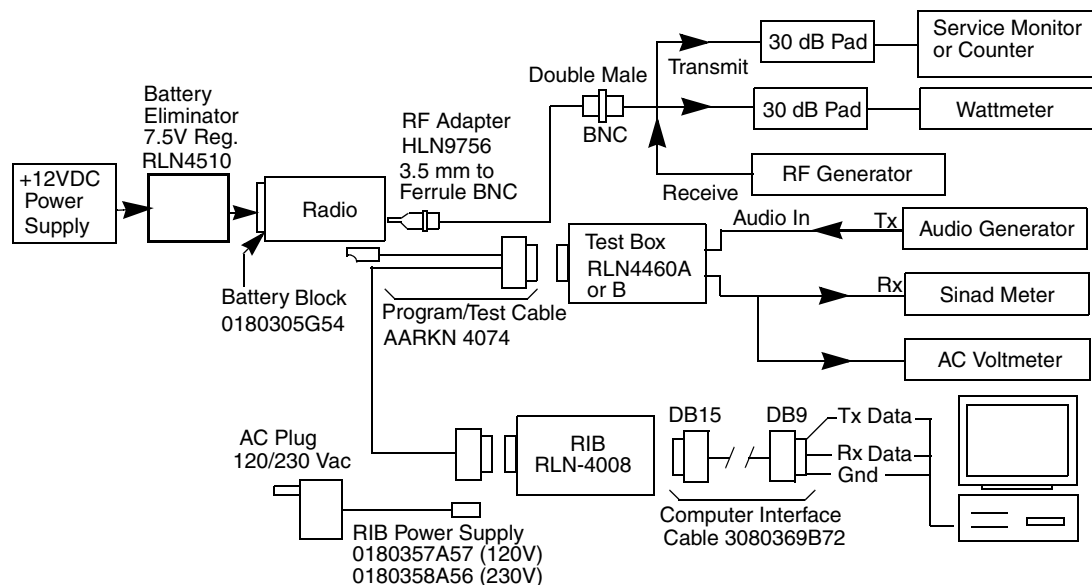 30 dB Pad
Service Monitor
or Counter
Transmit
Double Male
BNC
30 dB Pad
Wattmeter
Battery
Eliminator
7.5V Reg.
RLN4510
RF Adapter
HLN9756
3.5 mm to
Ferrule BNC
+12VDC
Power
Supply
Radio
Receive
RF Generator
Audio In
Tx
Audio Generator
Test Box
RLN4460A
or B
Rx
Sinad Meter
Battery Block
0180305G54
Program/Test Cable
AARKN 4074
AC Voltmeter
DB15
DB9
Tx Data
Rx Data
Gnd
AC Plug
120/230 Vac
RIB
RLN-4008
RIB Power Supply
0180357A57 (120V)
0180358A56 (230V)
Computer Interface
Cable 3080369B72